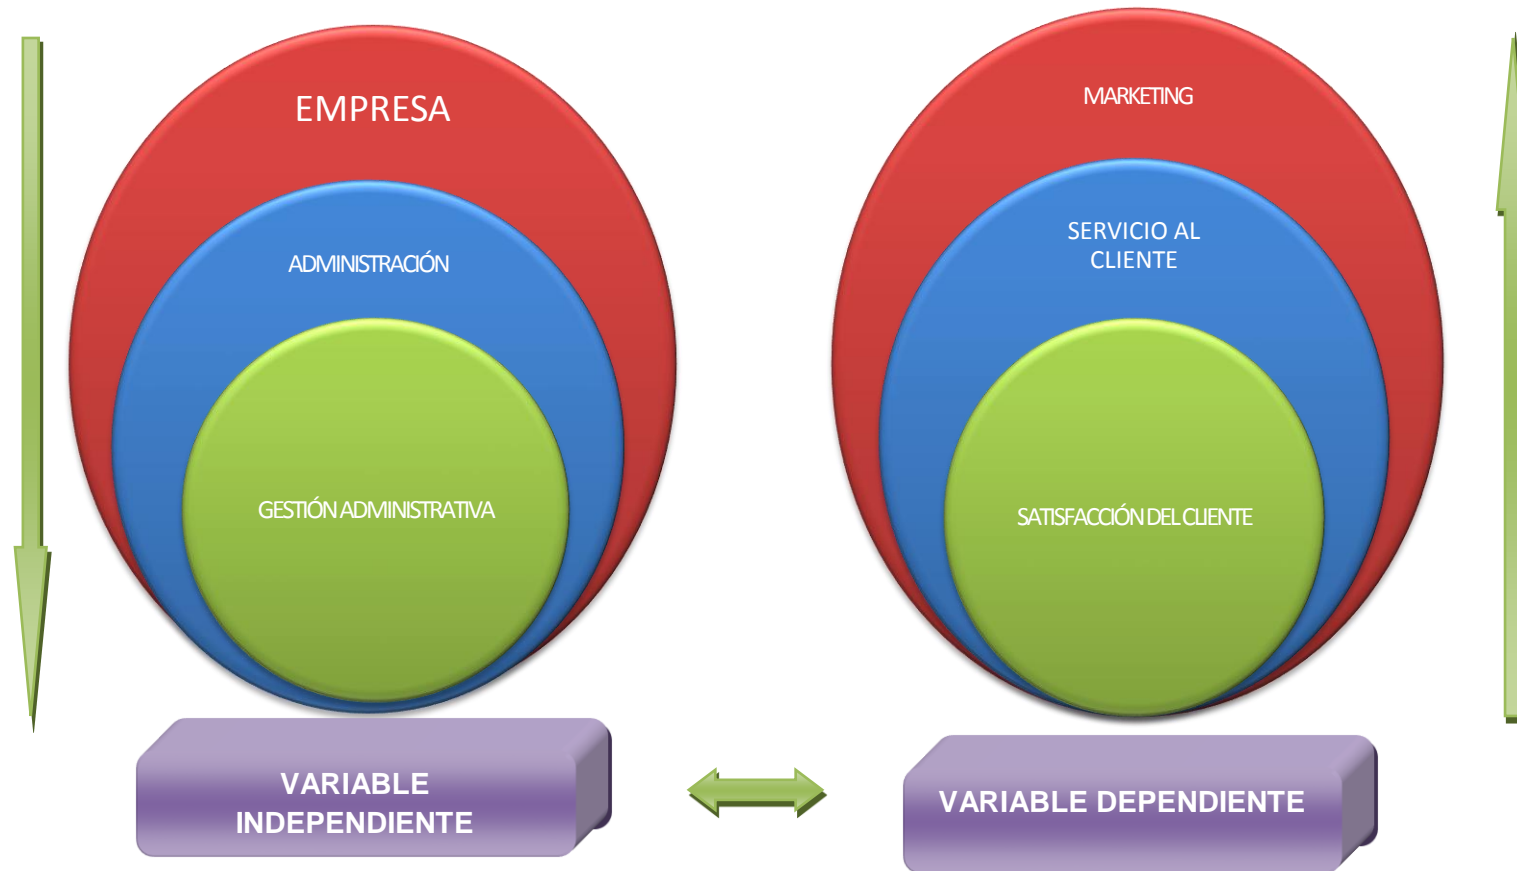 EMPRESA
ADMINISTRACIÓN
GESTIÓN ADMINISTRATIVA
MARKETING
SERVICIO AL
CLIENTE
SATISFACCIÓN DEL CLIENTE
VARIABLE
INDEPENDIENTE
VARIABLE DEPENDIENTE